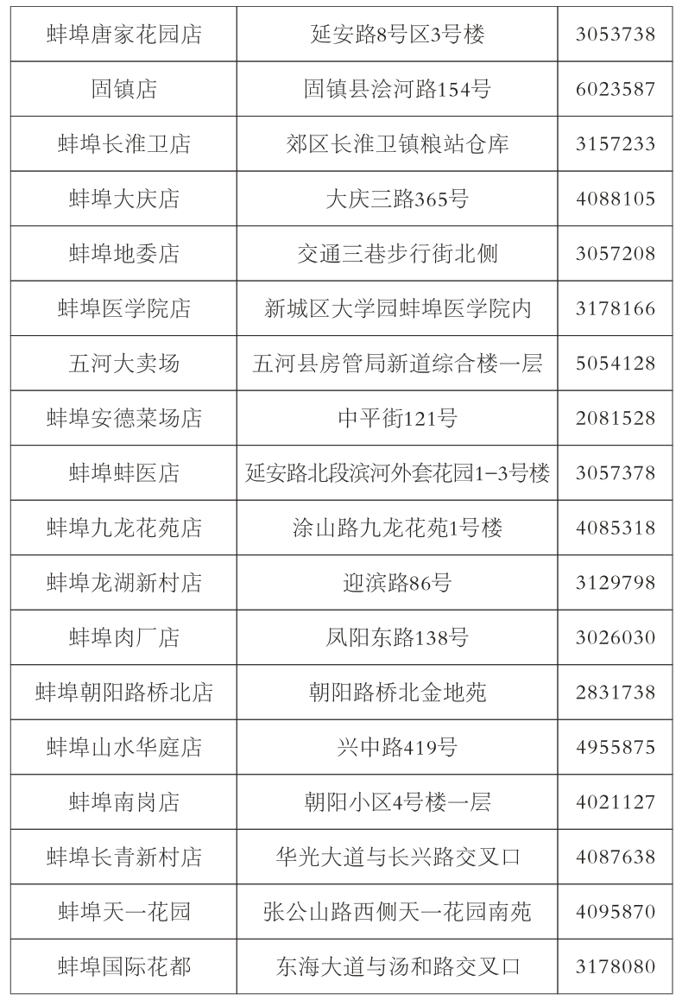 蚌埠唐家花园店 延安路8号区3号楼 3053738
固镇店 固镇县浍河路154号 6023587
蚌埠长淮卫店 郊区长淮卫镇粮站仓库 3157233
蚌埠大庆店 大庆三路365号 4088105
蚌埠地委店 交通三巷步行街北侧 3057208
蚌埠医学院店 新城区大学园蚌埠医学院内 3178166
五河大卖场 五河县房管局新道综合楼一层 5054128
蚌埠安德菜场店 中平街121号 2081528
蚌埠蚌医店 延安路北段滨河外套花园1-3号楼 3057378
蚌埠九龙花苑店 涂山路九龙花苑1号楼 4085318
蚌埠龙湖新村店 迎滨路86号 3129798
蚌埠肉厂店 凤阳东路138号 3026030
蚌埠朝阳路桥北店 朝阳路桥北金地苑 2831738
蚌埠山水华庭店 兴中路419号 4955875
蚌埠南岗店 朝阳小区4号楼一层 4021127
蚌埠长青新村店 华光大道与长兴路交叉口 4087638
蚌埠天一花园 张公山路西侧天一花园南苑 4095870
蚌埠国际花都 东海大道与汤和路交叉口 3178080